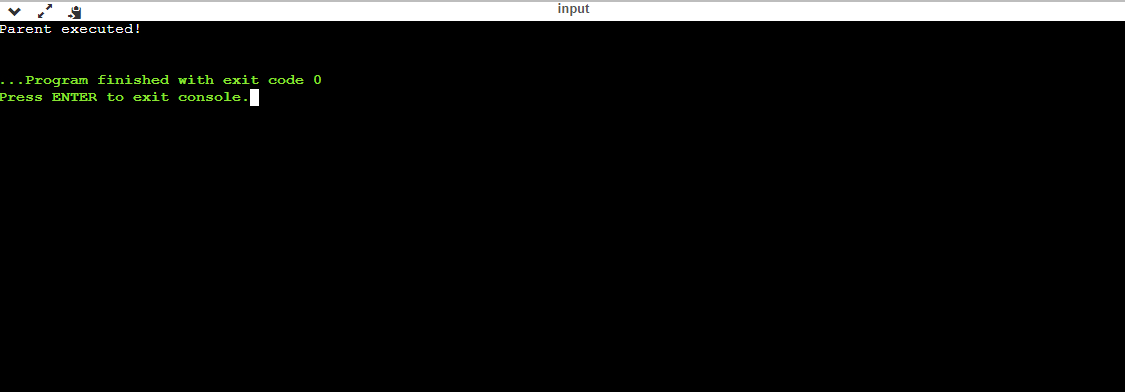 input
Parent executed!
...Program finished with exit code 0
Press ENTER to exit console.